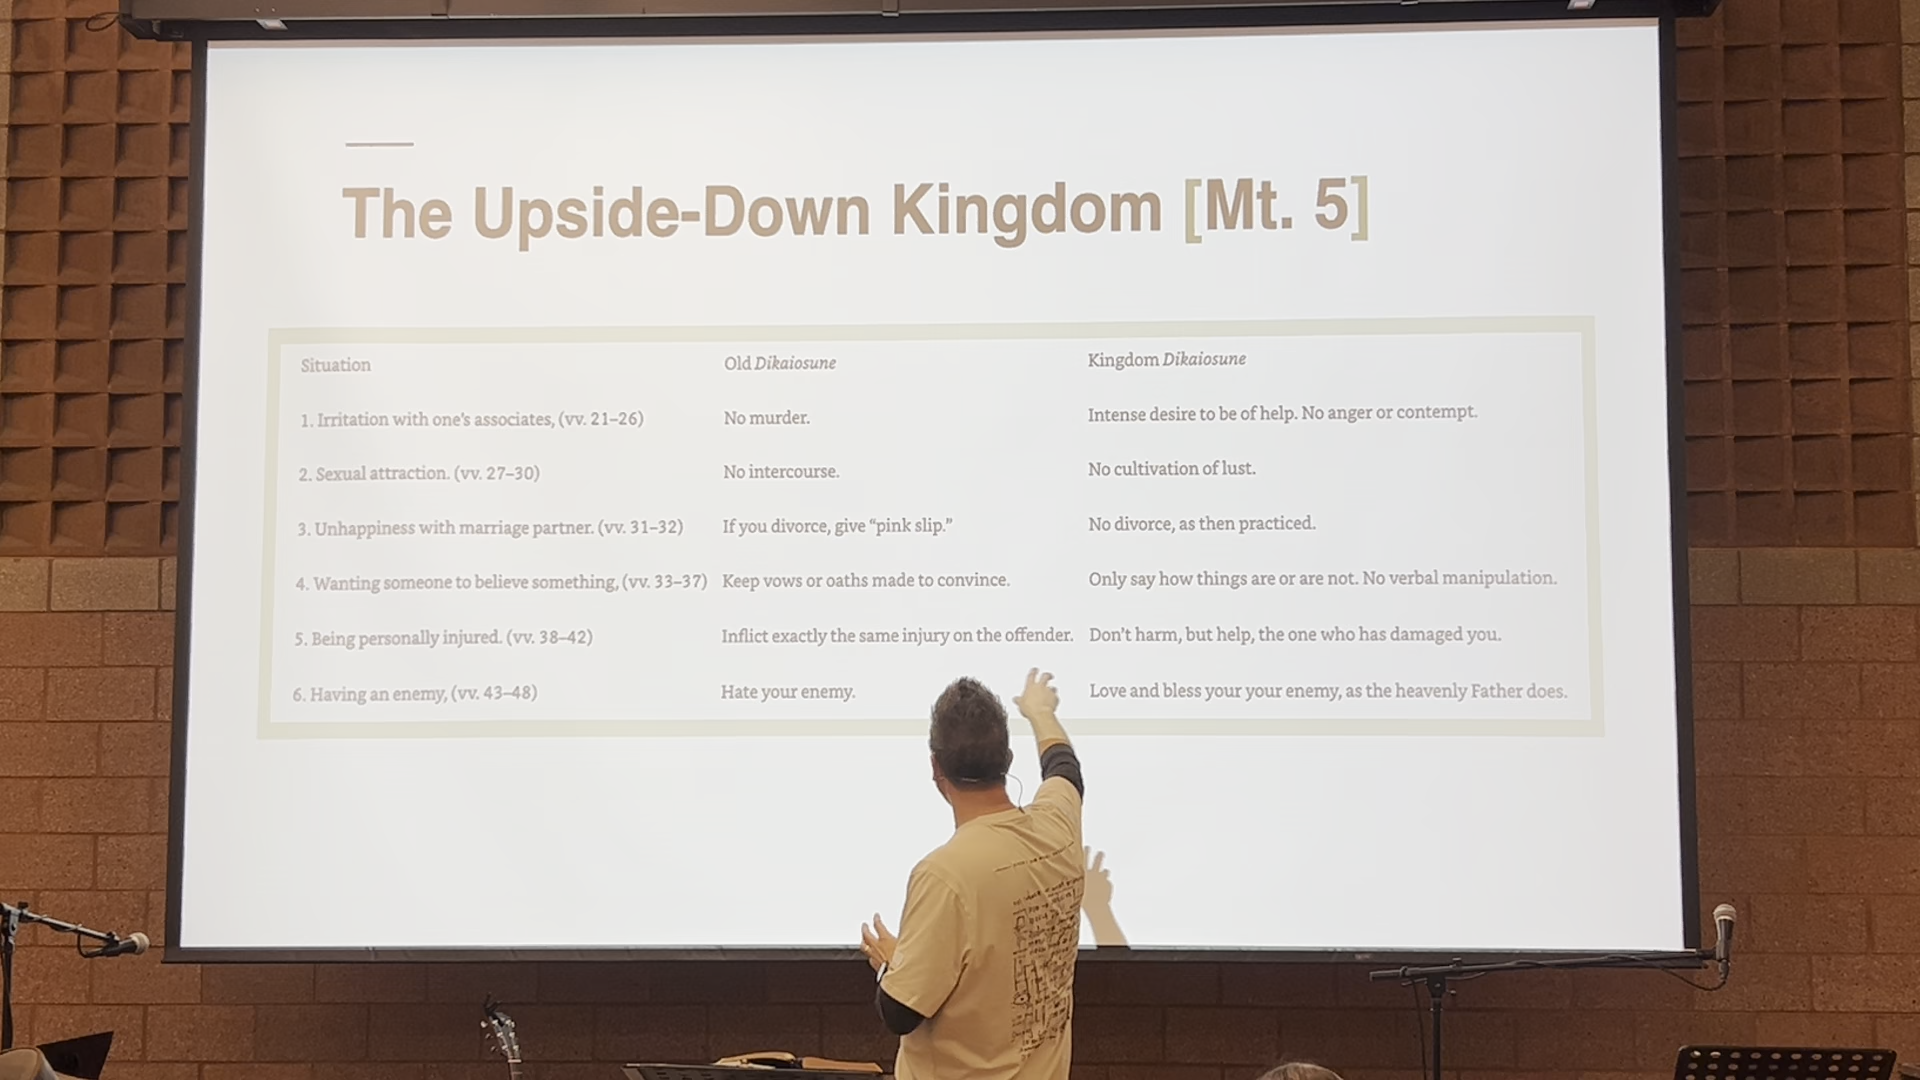 The Upside-Down Kingdom [Mt. 5]
Situation Old Dikaiosune Kingdom Dikaiosune
1. Irritation with one's associates, (vv. 21–26) No murder. Intense desire to be of help. No anger or contempt.
2. Sexual attraction. (vv. 27–30) No intercourse. No cultivation of lust.
3. Unhappiness with marriage partner. (vv. 31–32) If you divorce, give “pink slip.” No divorce, as then practiced.
4. Wanting someone to believe something, (vv. 33–37) Keep vows or oaths made to convince. Only say how things are or are not. No verbal manipulation.
5. Being personally injured. (vv. 38–42) Inflict exactly the same injury on the offender. Don't harm, but help, the one who has damaged you.
6. Having an enemy, (vv. 43–48) Hate your enemy. Love and bless your your enemy, as the heavenly Father does.